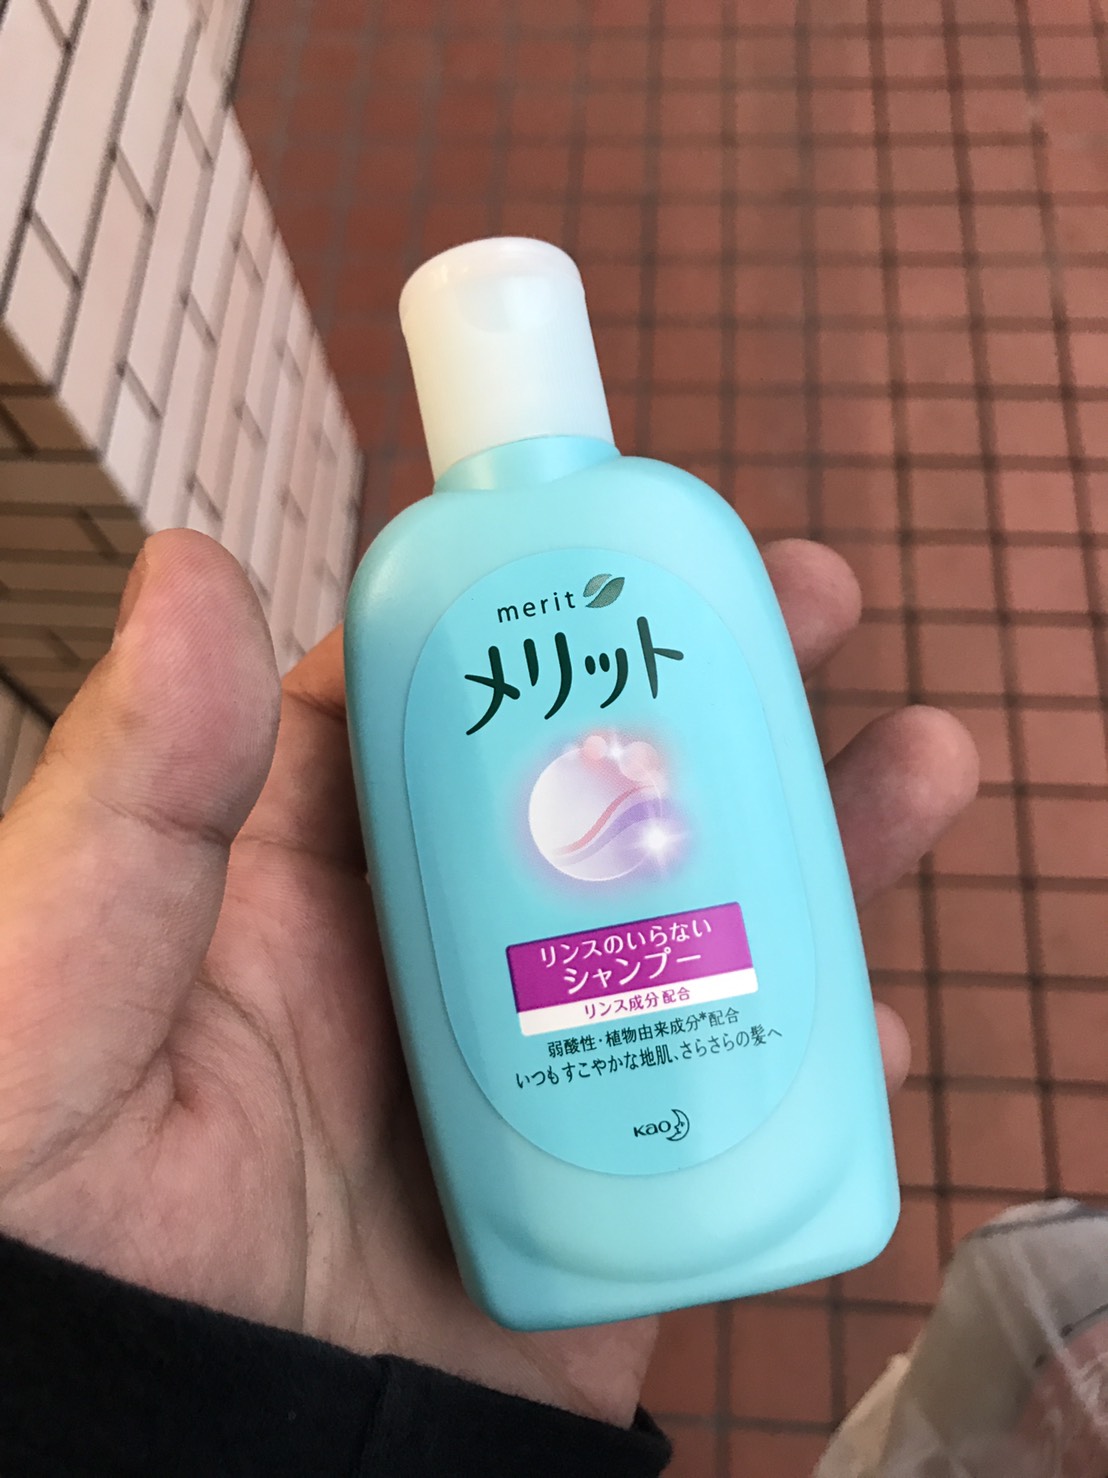 merit
メリット
リンスのいらない
シャンプー
リンス成分配合
弱酸性・植物由来成分*配合
いつもすこやかな地肌、さらさらの髪へ
Kao